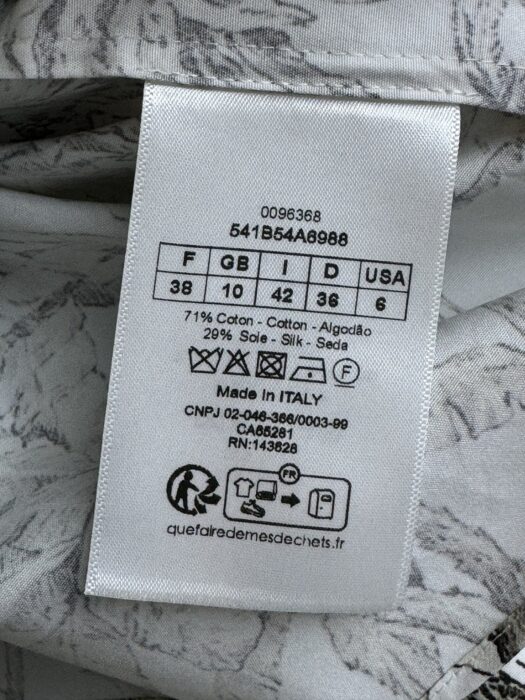 0096368
541B54A6988
F GB I D USA
38 10 42 36 6
71% Coton - Cotton - Algodão
29% Soie - Silk - Seda
F
Made in ITALY
CNPJ 02-046-366/0003-99
CA65281
RN:143628
FR
quefairedemesdechets.fr